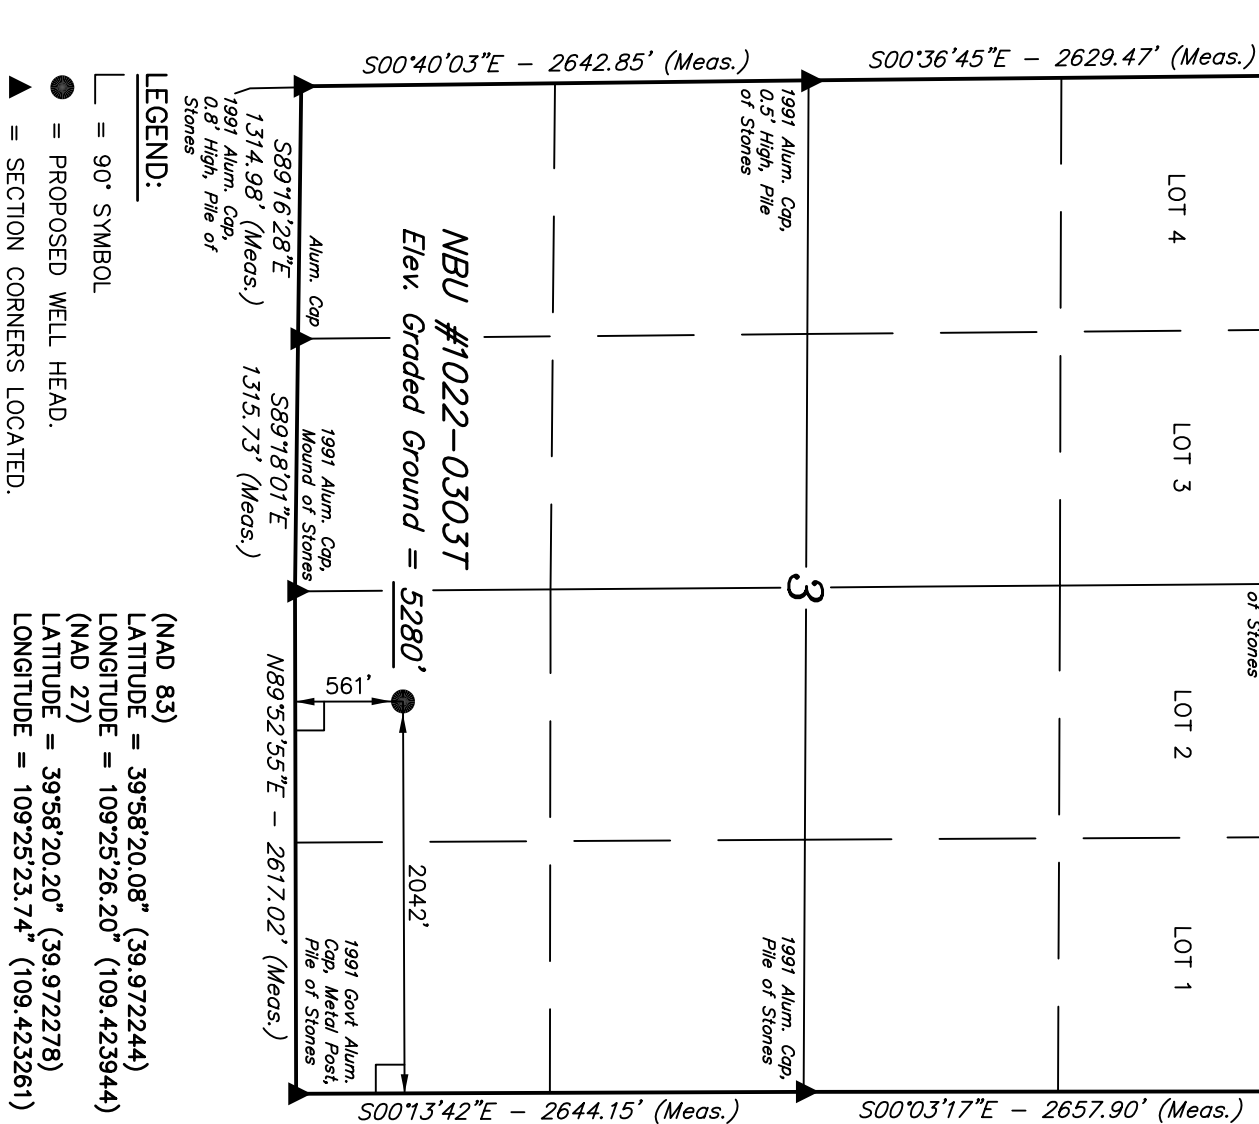 S00°40'03"E - 2642.85' (Meas.)
S00°36'45"E - 2629.47' (Meas.)
LOT 4
LOT 3
LOT 2
LOT 1
of Stones
1991 Alum. Cap,
0.5' High, Pile
of Stones
3
1991 Alum. Cap,
Pile of Stones
NBU #1022-03O3T
Elev. Graded Ground = 5280'
561'
2042'
Alum. Cap
1991 Alum. Cap,
Mound of Stones
1991 Govt Alum.
Cap, Metal Post,
Pile of Stones
S89°16'28"E
1314.98' (Meas.)
1991 Alum. Cap,
0.8' High, Pile of
Stones
S89°18'01"E
1315.73' (Meas.)
N89°52'55"E - 2617.02' (Meas.)
S00°13'42"E - 2644.15' (Meas.)
S00°03'17"E - 2657.90' (Meas.)
LEGEND:
= 90° SYMBOL
= PROPOSED WELL HEAD.
= SECTION CORNERS LOCATED.
(NAD 83)
LATITUDE = 39°58'20.08" (39.972244)
LONGITUDE = 109°25'26.20" (109.423944)
(NAD 27)
LATITUDE = 39°58'20.20" (39.972278)
LONGITUDE = 109°25'23.74" (109.423261)